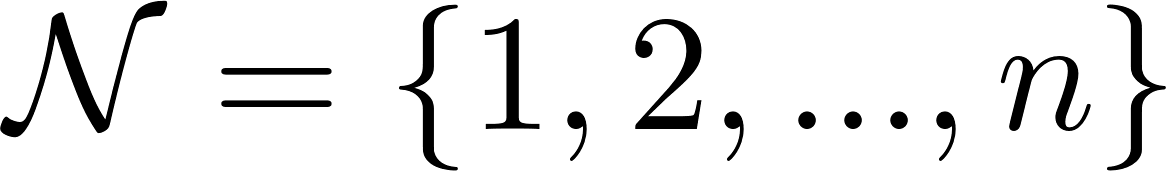 𝒩 = {1, 2, ..., n}